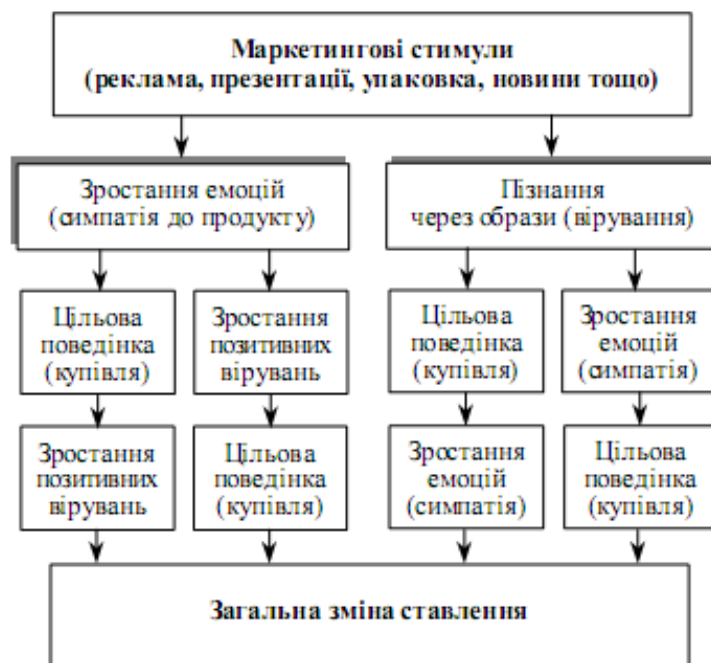 Маркетингові стимули
(реклама, презентації, упаковка, новини тощо)
Зростання емоцій
(симпатія до продукту)
Пізнання
через образи (вірування)
Цільова
поведінка
(купівля)
Зростання
позитивних
вірувань
Цільова
поведінка
(купівля)
Зростання
емоцій
(симпатія)
Зростання
позитивних
вірувань
Цільова
поведінка
(купівля)
Зростання
емоцій
(симпатія)
Цільова
поведінка
(купівля)
Загальна зміна ставлення